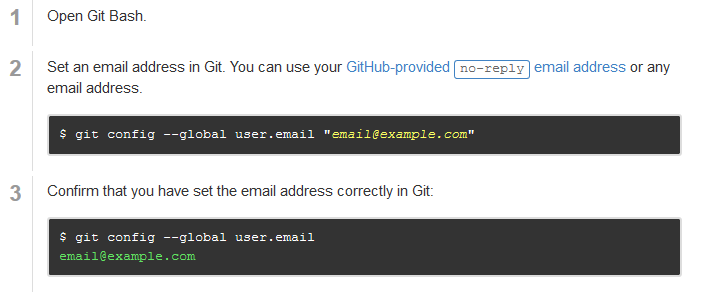 1 Open Git Bash.
2 Set an email address in Git. You can use your GitHub-provided no-reply email address or any
email address.
$ git config --global user.email "email@example.com"
3 Confirm that you have set the email address correctly in Git:
$ git config --global user.email
email@example.com